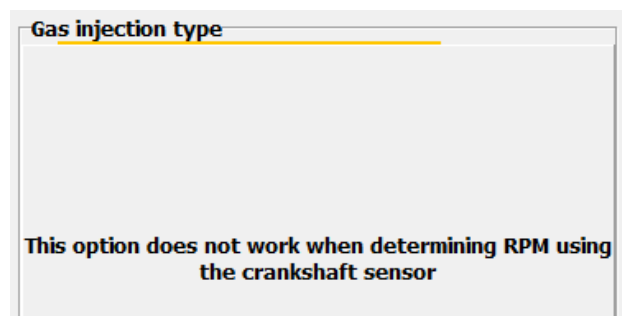 Gas injection type
This option does not work when determining RPM using
the crankshaft sensor